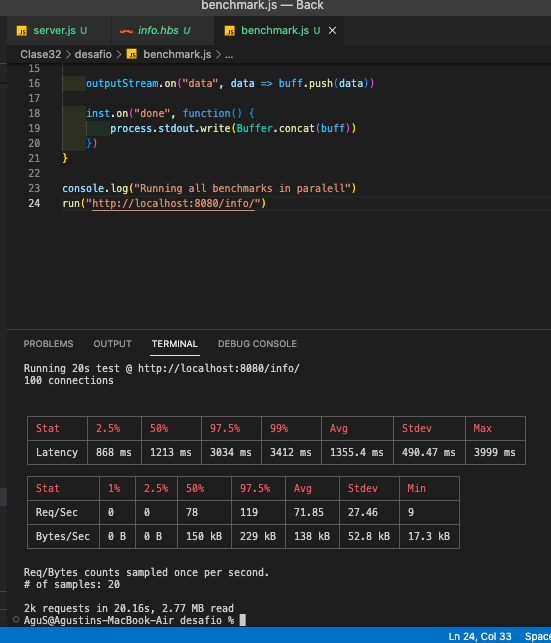 benchmark.js — Back
JS server.js U
info.hbs U
JS benchmark.js U ×
Clase32 > desafio > JS benchmark.js > ...
15
16 outputStream.on("data", data => buff.push(data))
17
18 inst.on("done", function() {
19 process.stdout.write(Buffer.concat(buff))
20 })
21 }
22
23 console.log("Running all benchmarks in paralell")
24 run("http://localhost:8080/info/")
PROBLEMS OUTPUT TERMINAL DEBUG CONSOLE
Running 20s test @ http://localhost:8080/info/
100 connections
Stat 2.5% 50% 97.5% 99% Avg Stdev Max
Latency 868 ms 1213 ms 3034 ms 3412 ms 1355.4 ms 490.47 ms 3999 ms
Stat 1% 2.5% 50% 97.5% Avg Stdev Min
Req/Sec 0 0 78 119 71.85 27.46 9
Bytes/Sec 0 B 0 B 150 kB 229 kB 138 kB 52.8 kB 17.3 kB
Req/Bytes counts sampled once per second.
# of samples: 20
2k requests in 20.16s, 2.77 MB read
AguS@Agustins-MacBook-Air desafio %
Ln 24, Col 33 Space